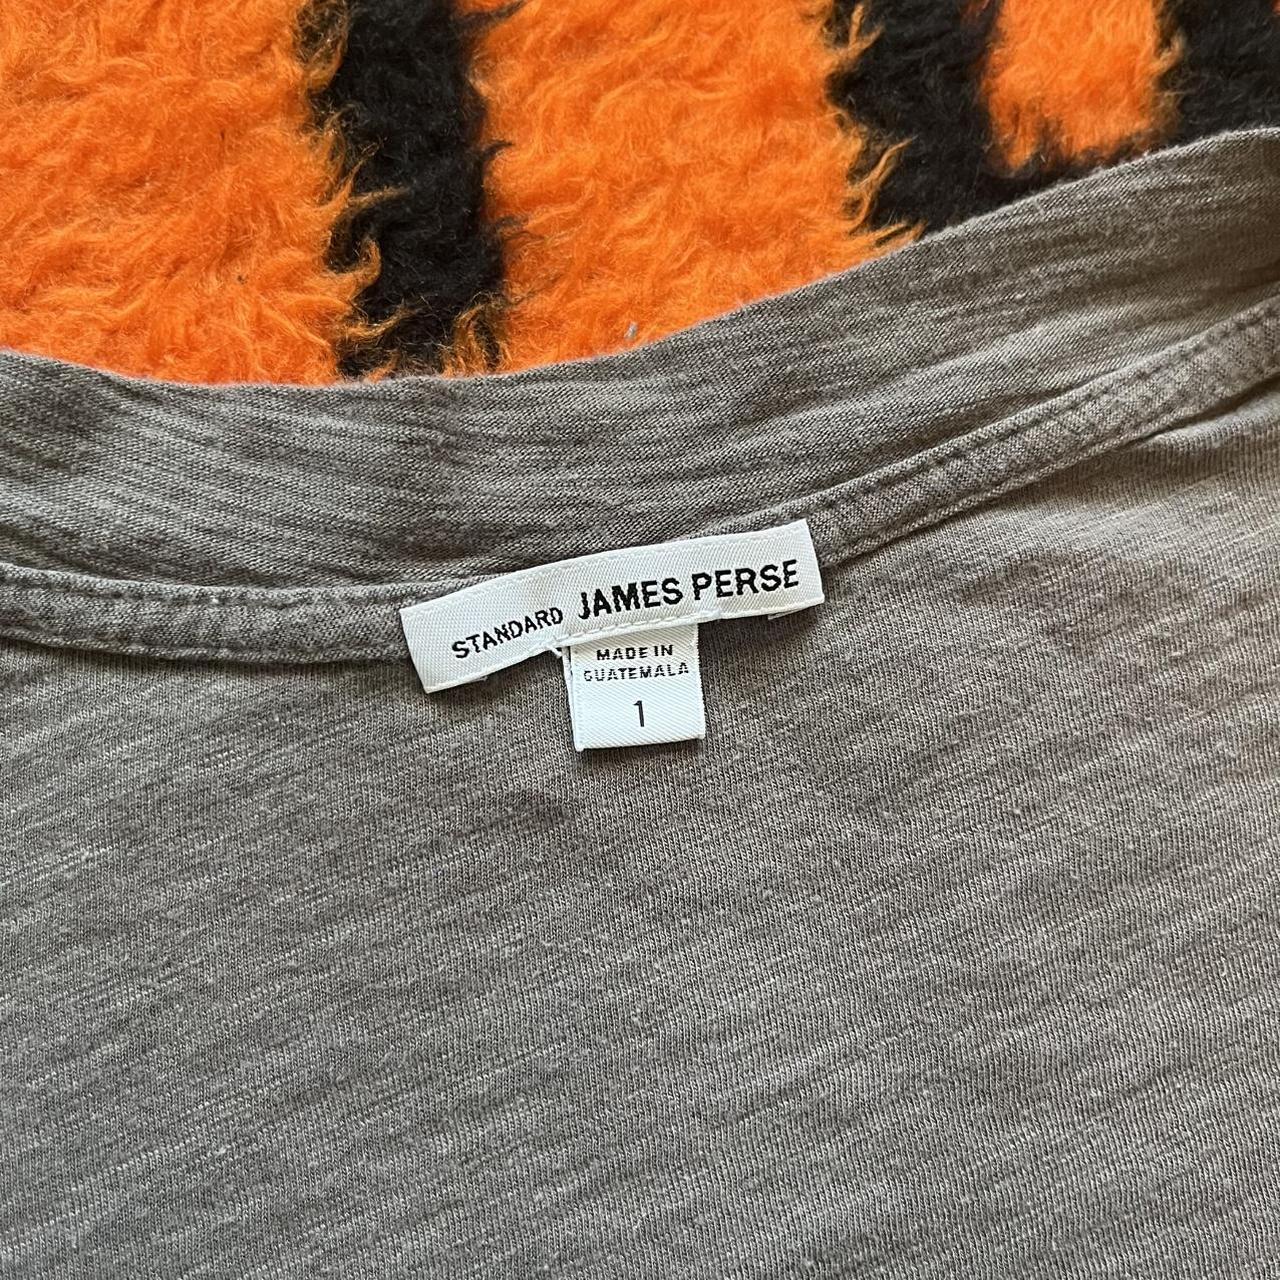 STANDARD JAMES PERSE
MADE IN
GUATEMALA
1